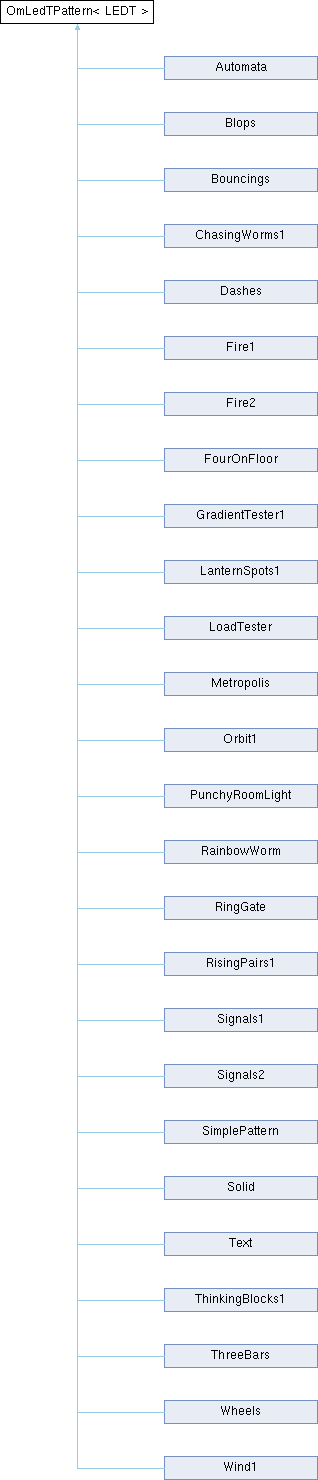 OmLedTPattern< LEDT >
Automata
Blops
Bouncings
ChasingWorms1
Dashes
Fire1
Fire2
FourOnFloor
GradientTester1
LanternSpots1
LoadTester
Metropolis
Orbit1
PunchyRoomLight
RainbowWorm
RingGate
RisingPairs1
Signals1
Signals2
SimplePattern
Solid
Text
ThinkingBlocks1
ThreeBars
Wheels
Wind1